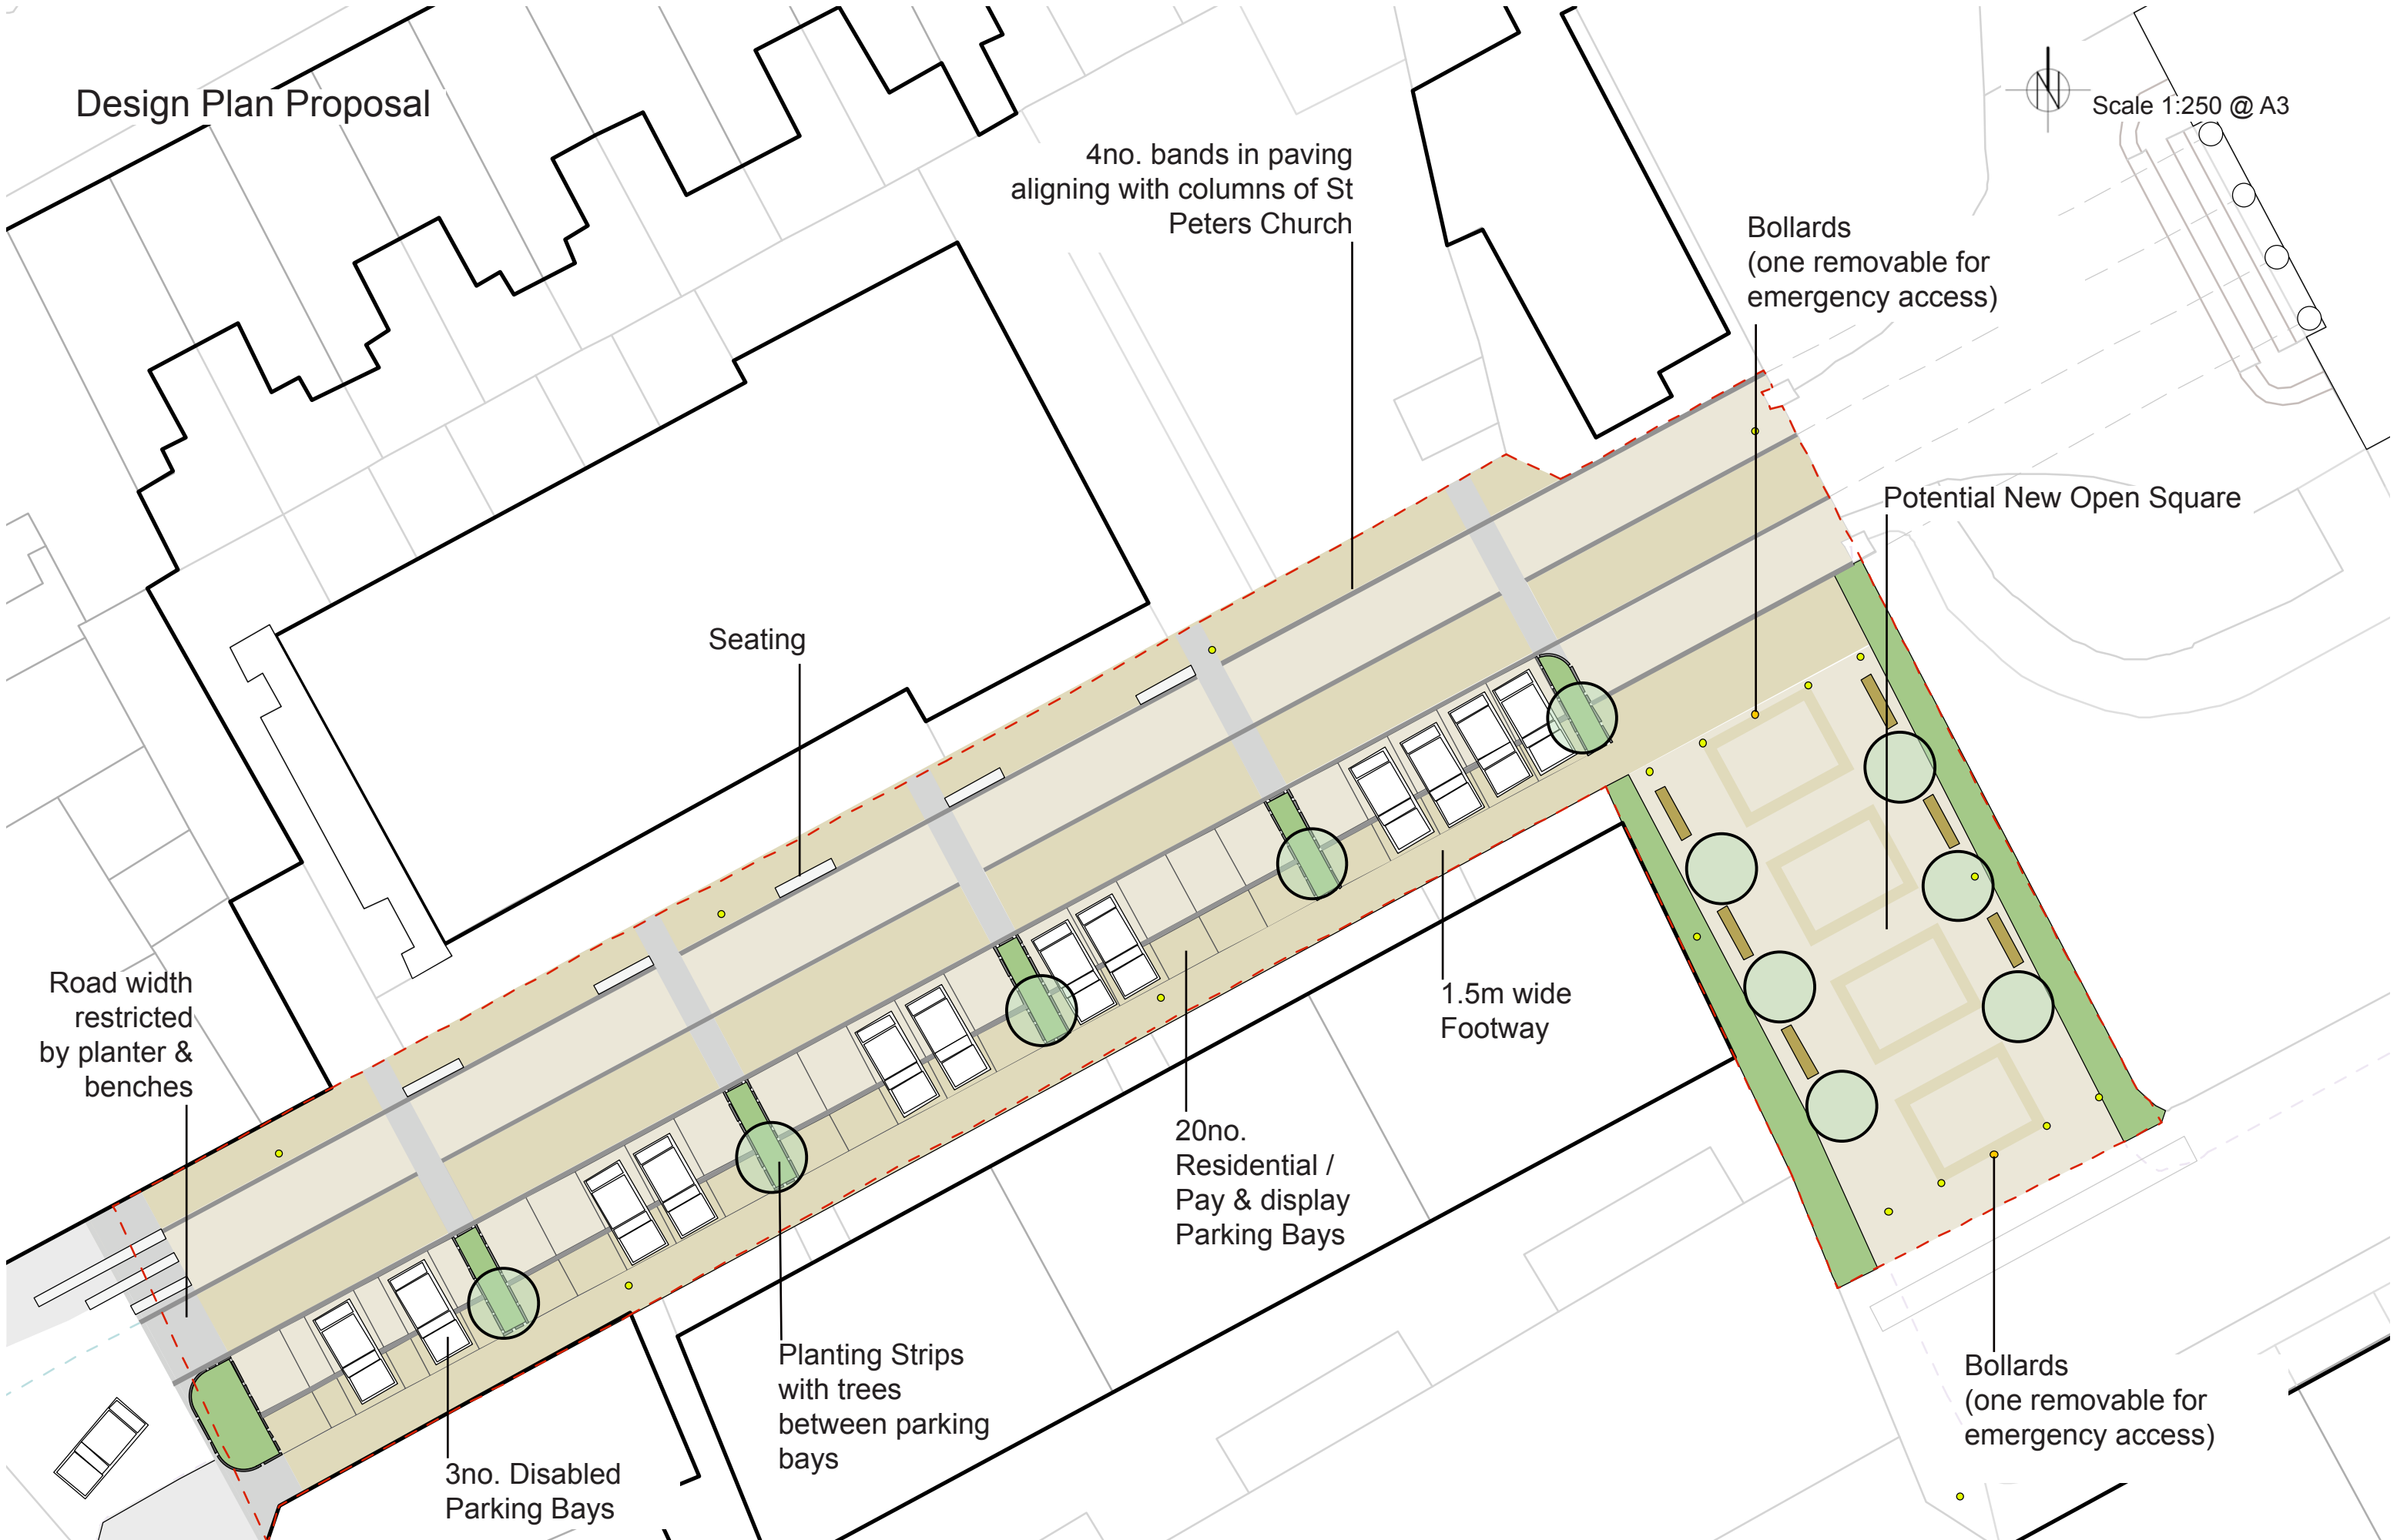 Design Plan Proposal
N
Scale 1:250 @ A3
4no. bands in paving
aligning with columns of St
Peters Church
Bollards
(one removable for
emergency access)
Potential New Open Square
Seating
Road width
restricted
by planter &
benches
1.5m wide
Footway
20no.
Residential /
Pay & display
Parking Bays
Planting Strips
with trees
between parking
bays
3no. Disabled
Parking Bays
Bollards
(one removable for
emergency access)